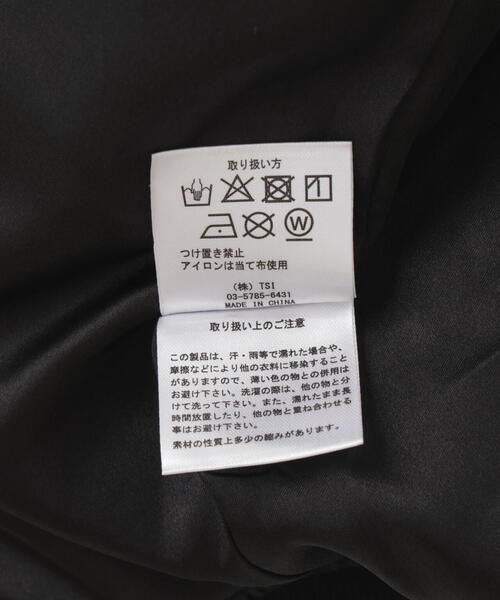 取り扱い方
W
つけ置き禁止
アイロンは当て布使用
(株) TSI
03-5785-6431
MADE IN CHINA
取り扱い上のご注意
この製品は、汗・雨等で濡れた場合や、
摩擦などにより他の衣料に移染すること
がありますので、薄い色の物との併用は
お避け下さい。洗濯の際は、他の物と分
けて洗って下さい。また、濡れたまま長
時間放置したり、他の物と重ね合わせる
事はお避け下さい。
素材の性質上多少の縮みがあります。